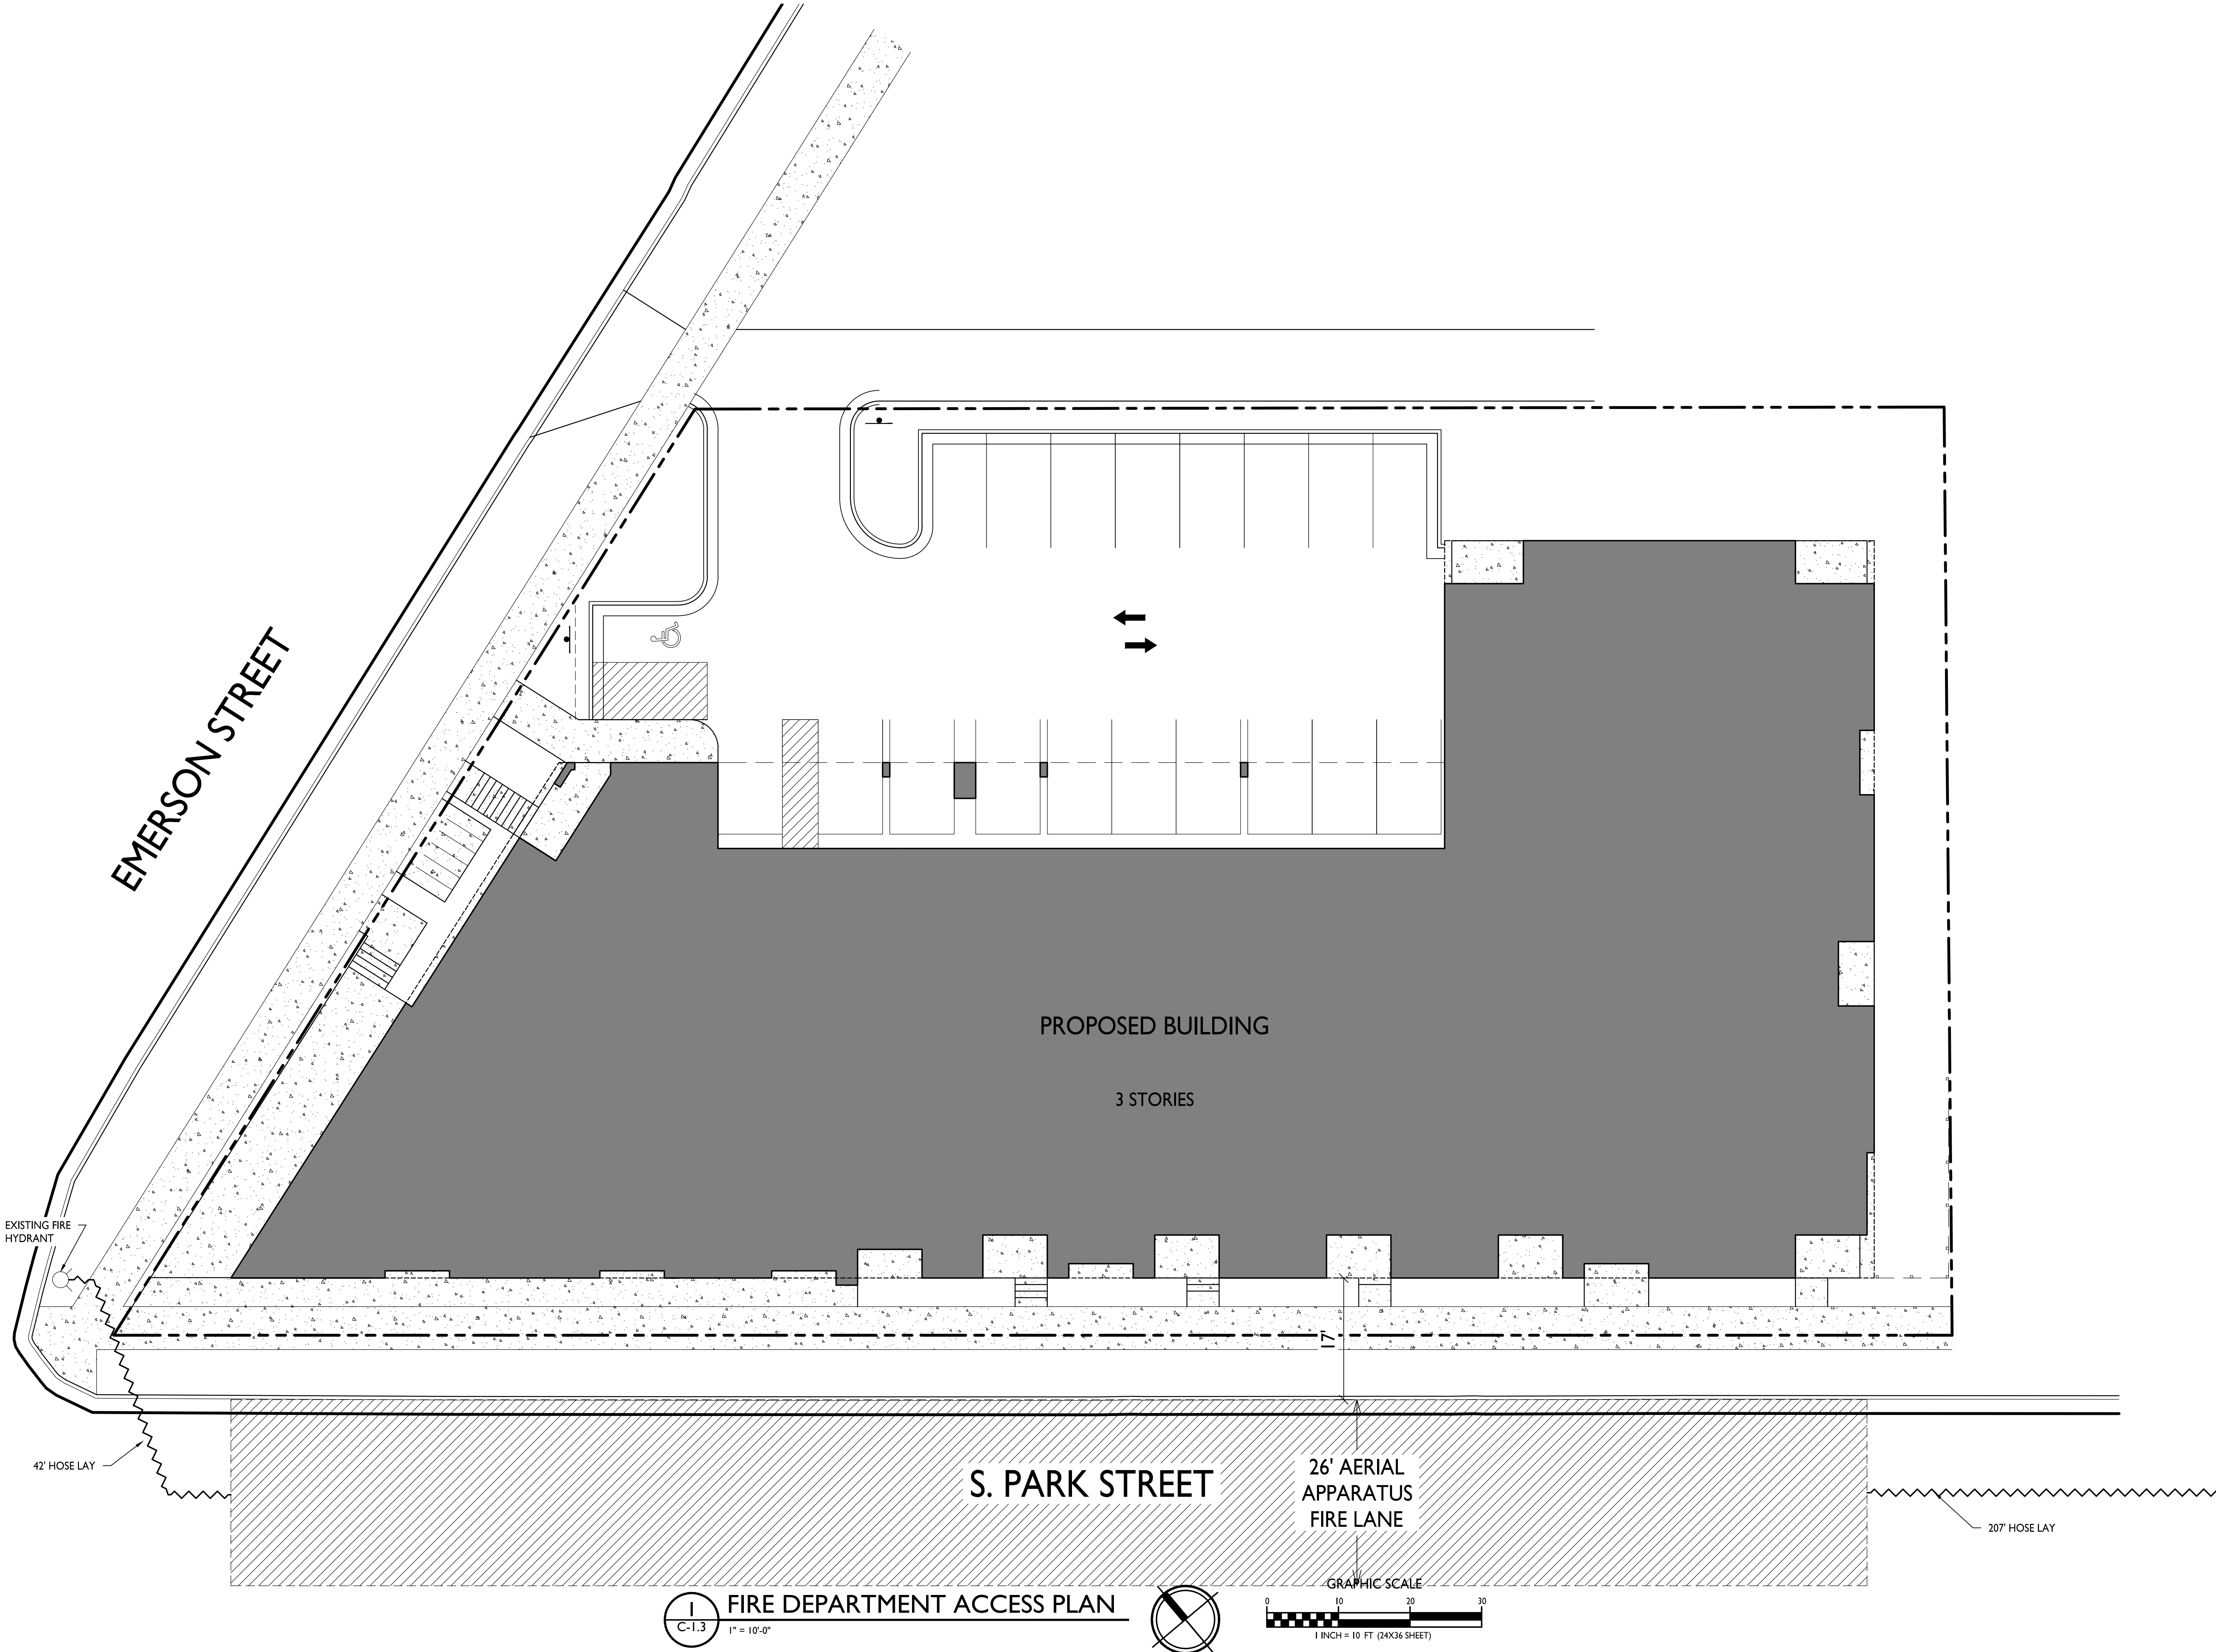 EMERSON STREET
PROPOSED BUILDING
3 STORIES
EXISTING FIRE
HYDRANT
17'
42' HOSE LAY
S. PARK STREET
26' AERIAL
APPARATUS
FIRE LANE
207' HOSE LAY
1
C-1.3
FIRE DEPARTMENT ACCESS PLAN
1" = 10'-0"
GRAPHIC SCALE
0 10 20 30
1 INCH = 10 FT (24X36 SHEET)